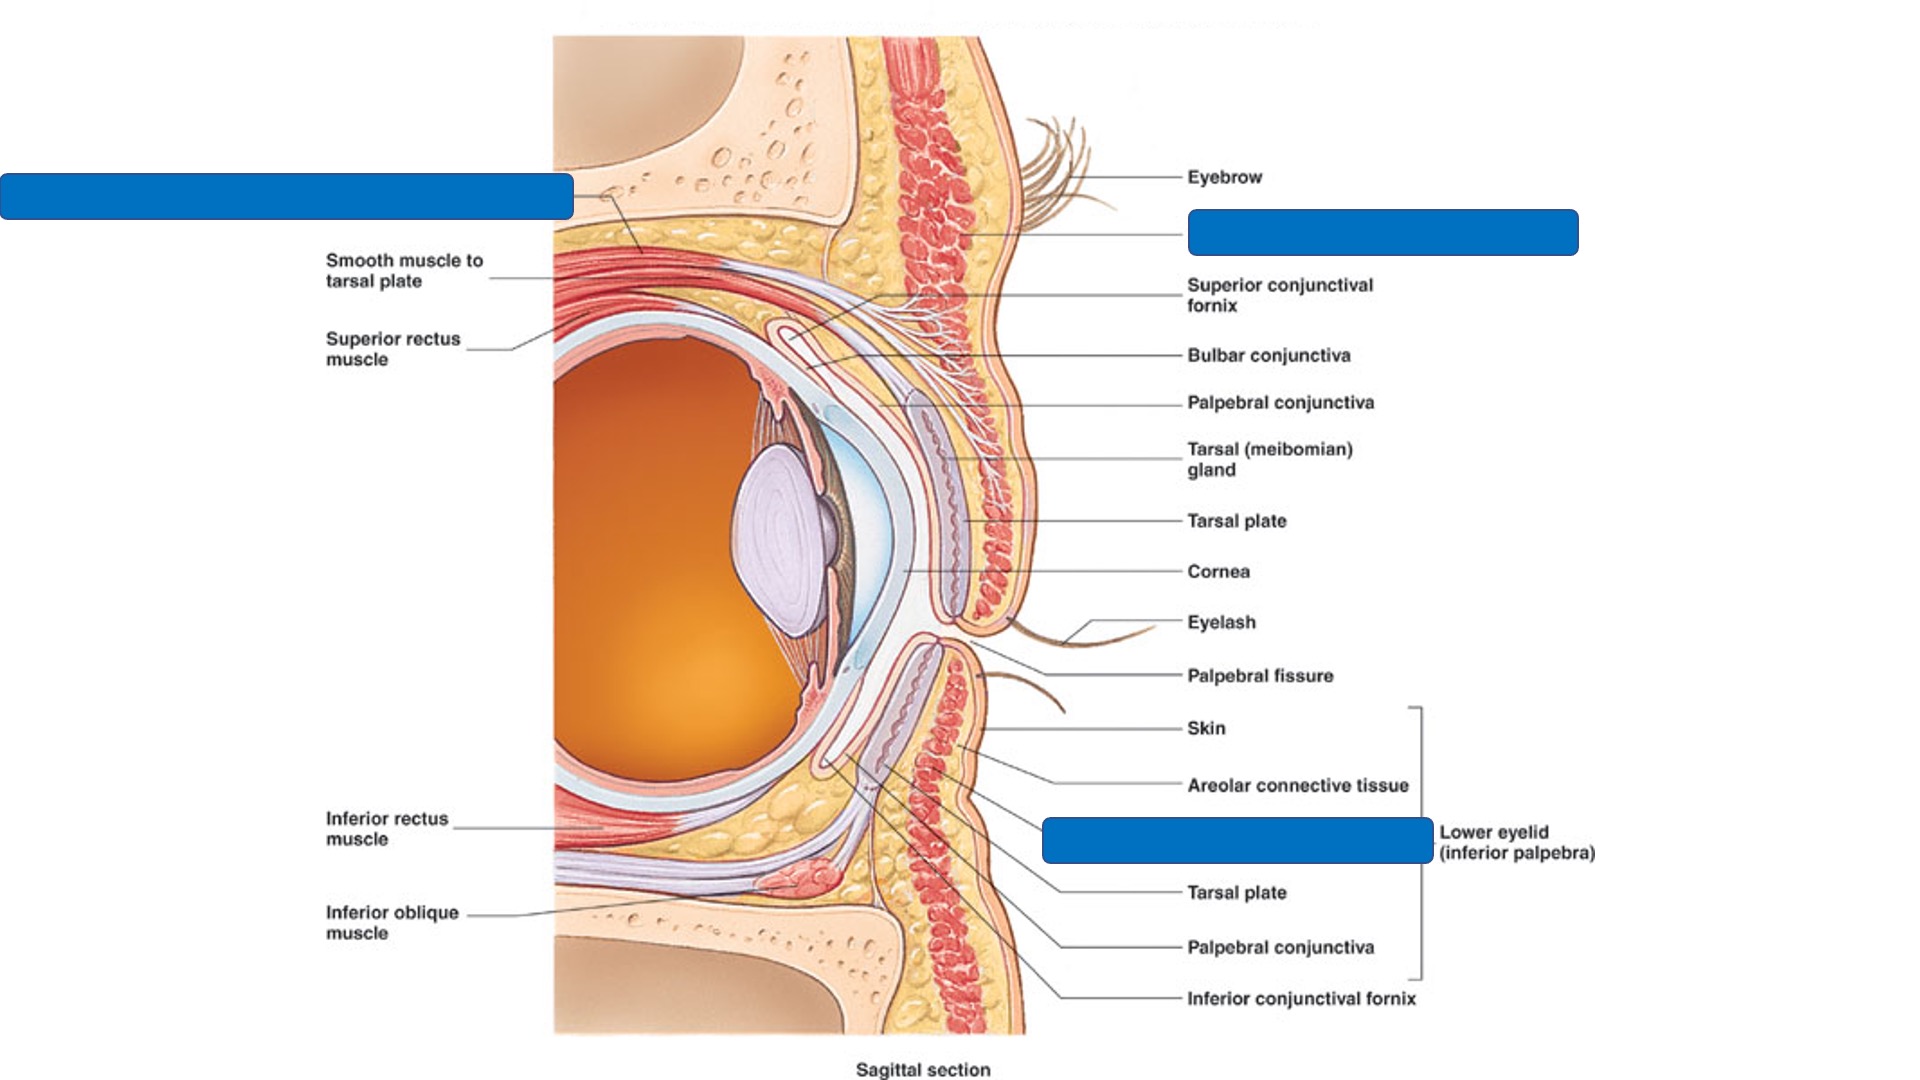 Smooth muscle to
tarsal plate
Superior rectus
muscle
Inferior rectus
muscle
Inferior oblique
muscle
Eyebrow
Superior conjunctival
fornix
Bulbar conjunctiva
Palpebral conjunctiva
Tarsal (meibomian)
gland
Tarsal plate
Cornea
Eyelash
Palpebral fissure
Skin
Areolar connective tissue
Lower eyelid
(inferior palpebra)
Tarsal plate
Palpebral conjunctiva
Inferior conjunctival fornix
Sagittal section